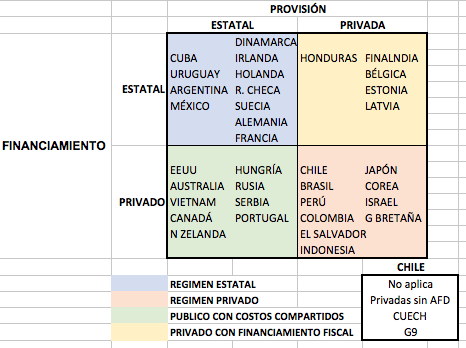 PROVISIÓN
ESTATAL PRIVADA
DINAMARCA
CUBA IRLANDA HONDURAS FINALNDIA
URUGUAY HOLANDA BÉLGICA
ESTATAL ARGENTINA R. CHECA ESTONIA
MÉXICO SUECIA LATVIA
ALEMANIA
FRANCIA
FINANCIAMIENTO
EEUU HUNGRÍA CHILE JAPÓN
AUSTRALIA RUSIA BRASIL COREA
PRIVADO VIETNAM SERBIA PERÚ ISRAEL
CANADÁ PORTUGAL COLOMBIA G BRETAÑA
N ZELANDA EL SALVADOR
INDONESIA
CHILE
REGIMEN ESTATAL No aplica
REGIMEN PRIVADO Privadas sin AFD
PUBLICO CON COSTOS COMPARTIDOS CUECH
PRIVADO CON FINANCIAMIENTO FISCAL G9